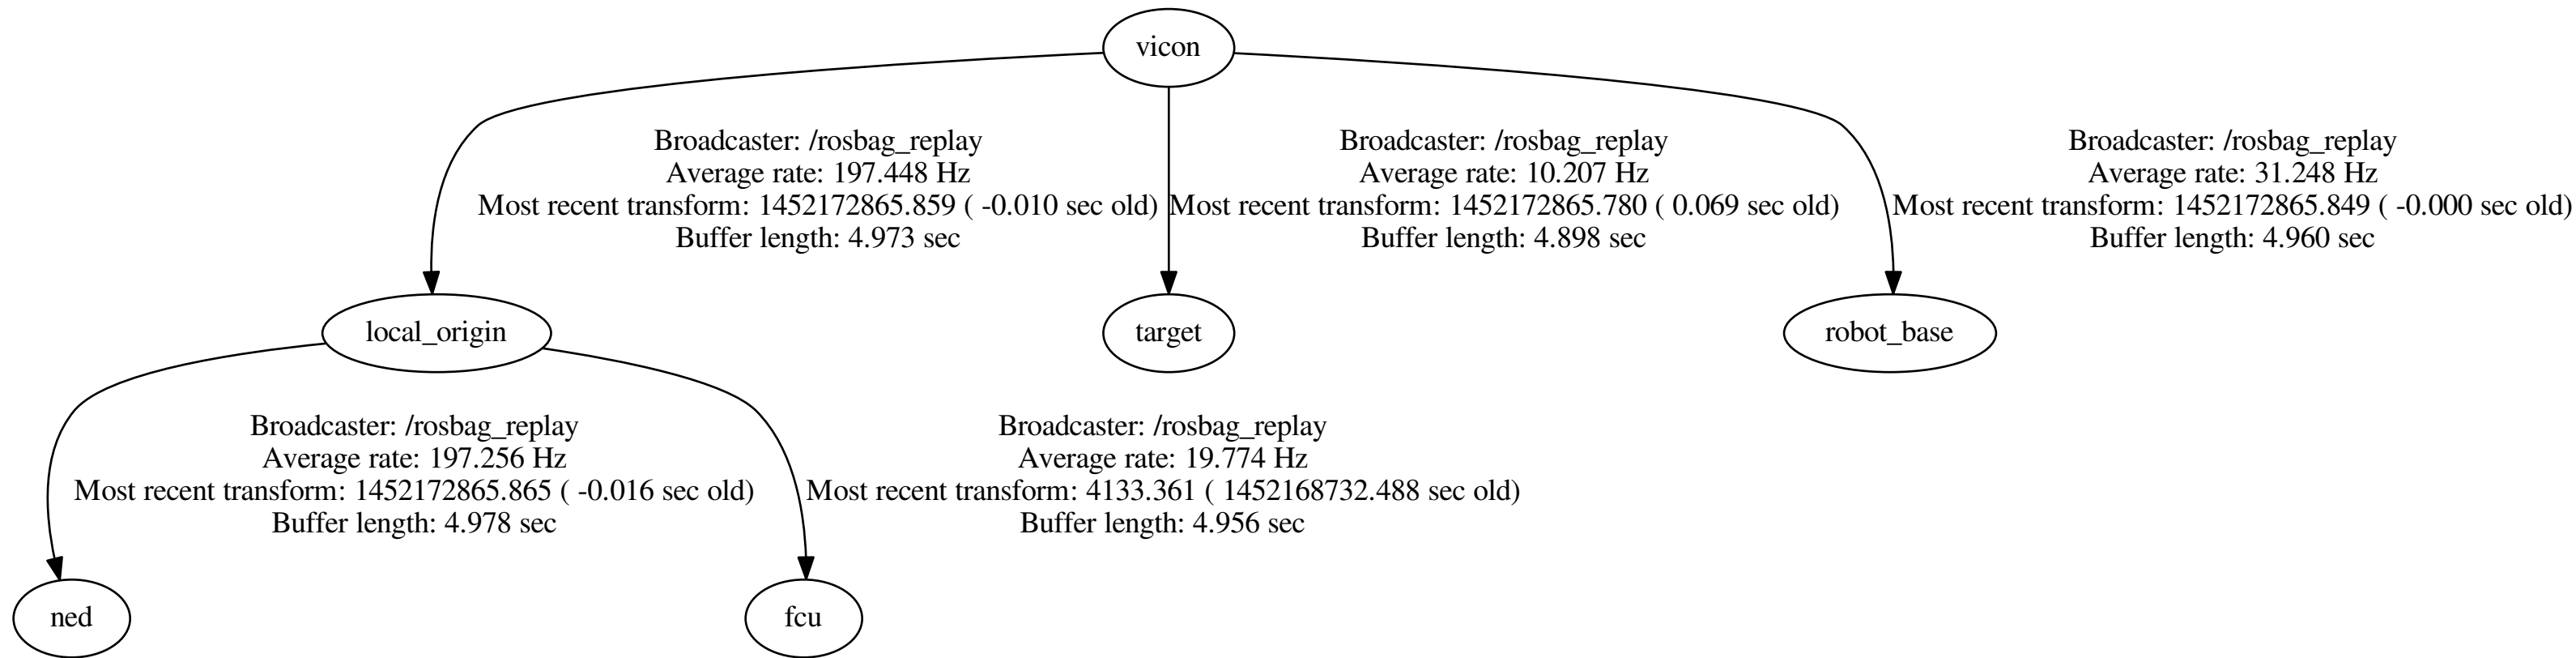 vicon
Broadcaster: /rosbag_replay
Average rate: 197.448 Hz
Most recent transform: 1452172865.859 ( -0.010 sec old)
Buffer length: 4.973 sec
Broadcaster: /rosbag_replay
Average rate: 10.207 Hz
Most recent transform: 1452172865.780 ( 0.069 sec old)
Buffer length: 4.898 sec
Broadcaster: /rosbag_replay
Average rate: 31.248 Hz
Most recent transform: 1452172865.849 ( -0.000 sec old)
Buffer length: 4.960 sec
local_origin
target
robot_base
Broadcaster: /rosbag_replay
Average rate: 197.256 Hz
Most recent transform: 1452172865.865 ( -0.016 sec old)
Buffer length: 4.978 sec
Broadcaster: /rosbag_replay
Average rate: 19.774 Hz
Most recent transform: 4133.361 ( 1452168732.488 sec old)
Buffer length: 4.956 sec
ned
fcu